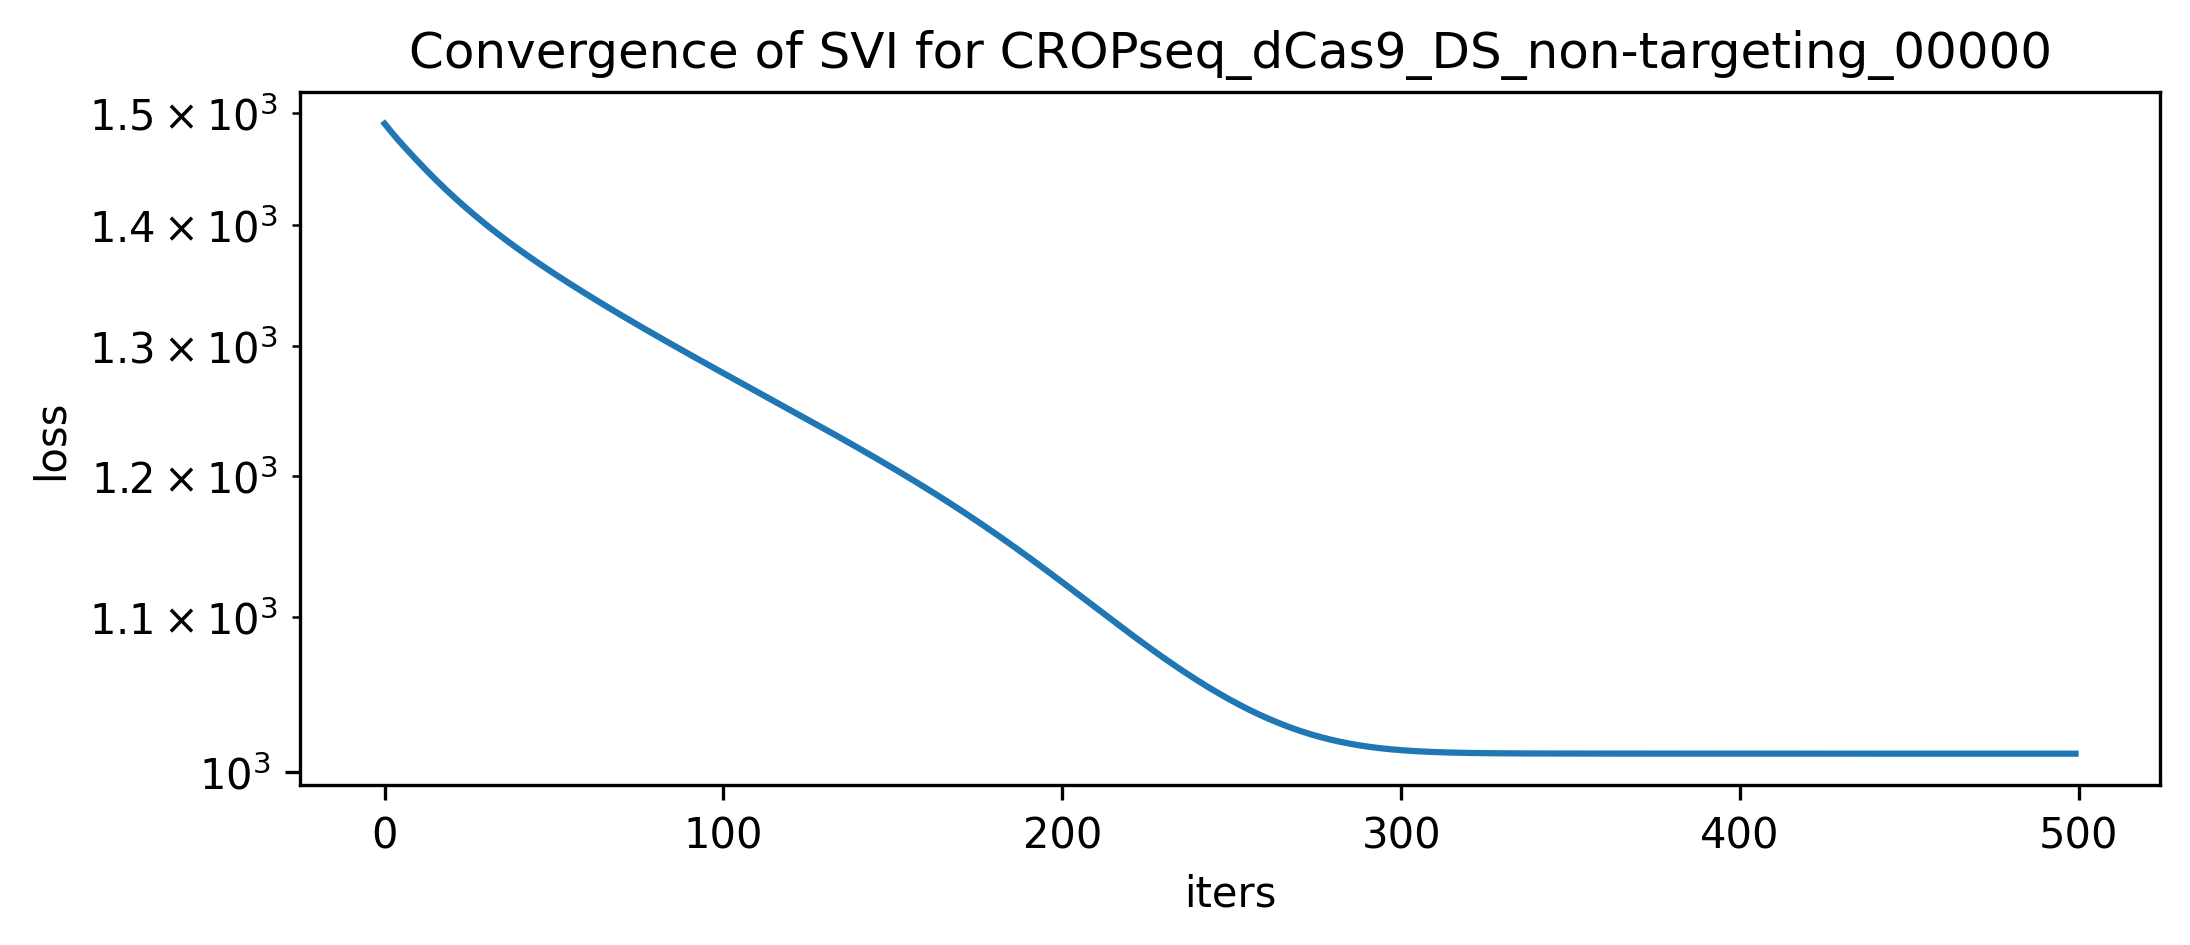 Convergence of SVI for CROPseq_dCas9_DS_non-targeting_00000
1.5 × 10³
1.4 × 10³
1.3 × 10³
1.2 × 10³
1.1 × 10³
10³
loss
0 100 200 300 400 500
iters